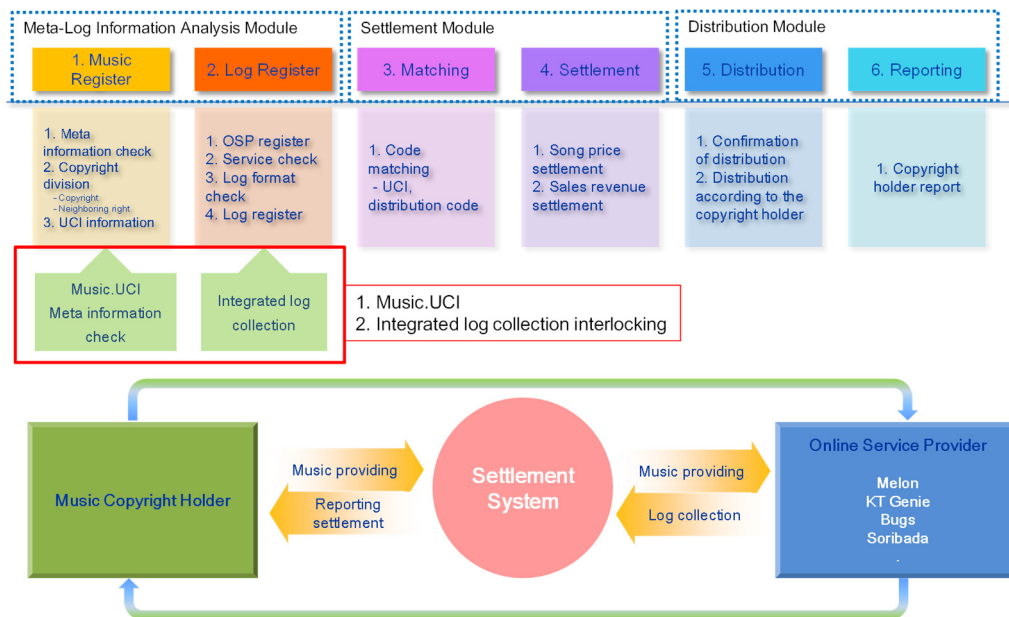 Meta-Log Information Analysis Module
Settlement Module
Distribution Module
1. Music
Register
2. Log Register
3. Matching
4. Settlement
5. Distribution
6. Reporting
1. Meta
information check
2. Copyright
division
- Copyright
- Neighboring right
3. UCI information
1. OSP register
2. Service check
3. Log format
check
4. Log register
1. Code
matching
- UCI,
distribution code
1. Song price
settlement
2. Sales revenue
settlement
1. Confirmation
of distribution
2. Distribution
according to the
copyright holder
1. Copyright
holder report
Music.UCI
Meta information
check
Integrated log
collection
1. Music.UCI
2. Integrated log collection interlocking
Music Copyright Holder
Music providing
Reporting
settlement
Settlement
System
Music providing
Log collection
Online Service Provider
Melon
KT Genie
Bugs
Soribada
.